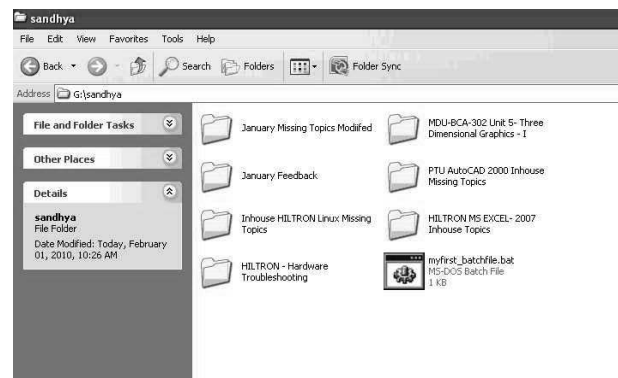 sandhya
File Edit View Favorites Tools Help
Back Search Folders Folder Sync
Address G:\sandhya
File and Folder Tasks
Other Places
Details
sandhya
File Folder
Date Modified: Today, February
01, 2010, 10:26 AM
January Missing Topics Modifed
MDU-BCA-302 Unit 5- Three
Dimensional Graphics - I
January Feedback
PTU AutoCAD 2000 Inhouse
Missing Topics
Inhouse HILTRON Linux Missing
Topics
HILTRON MS EXCEL- 2007
Inhouse Topics
HILTRON - Hardware
Troubleshooting
myfirst_batchfile.bat
MS-DOS Batch File
1 KB